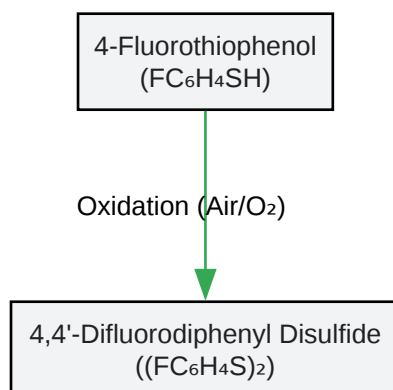 4-Fluorothiophenol
(FC₆H₄SH)
Oxidation (Air/O₂)
4,4'-Difluorodiphenyl Disulfide
((FC₆H₄S)₂)